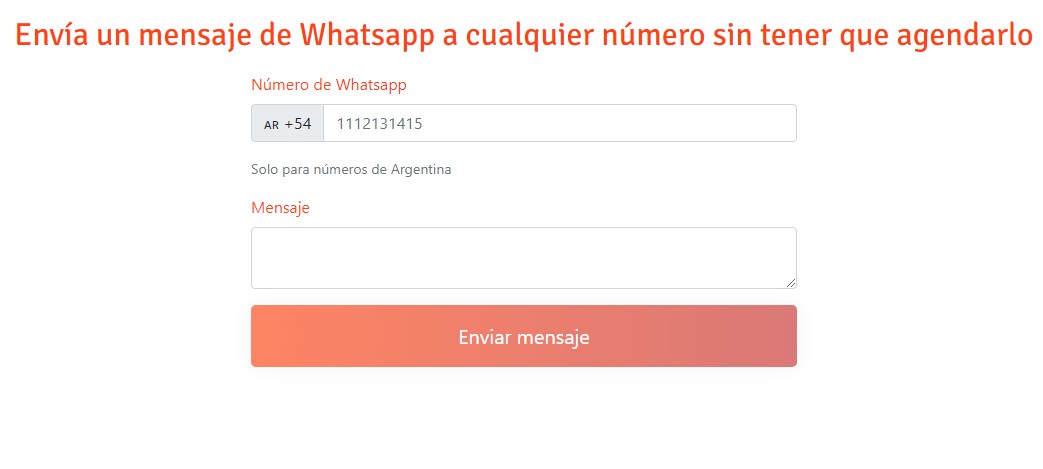 Envía un mensaje de Whatsapp a cualquier número sin tener que agendarlo
Número de Whatsapp
AR +54 1112131415
Solo para números de Argentina
Mensaje
Enviar mensaje